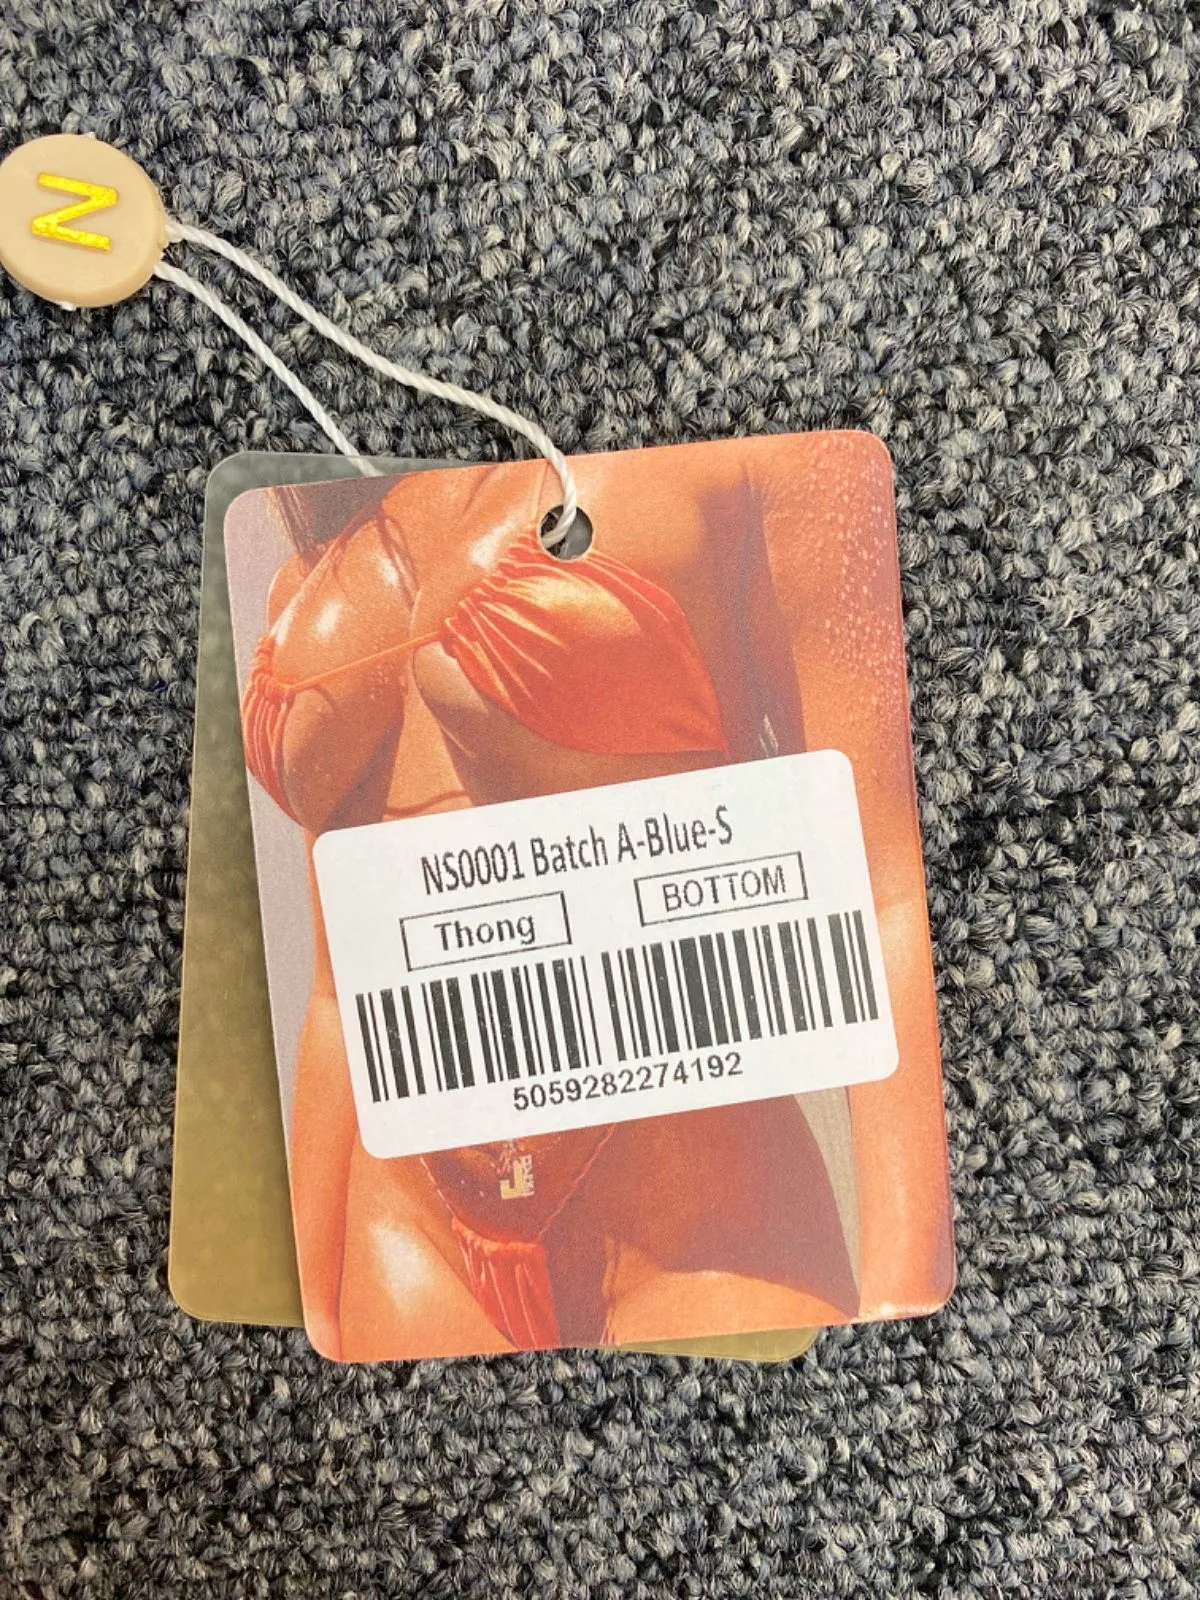 N
NS0001 Batch A-Blue-S
Thong BOTTOM
5059282274192